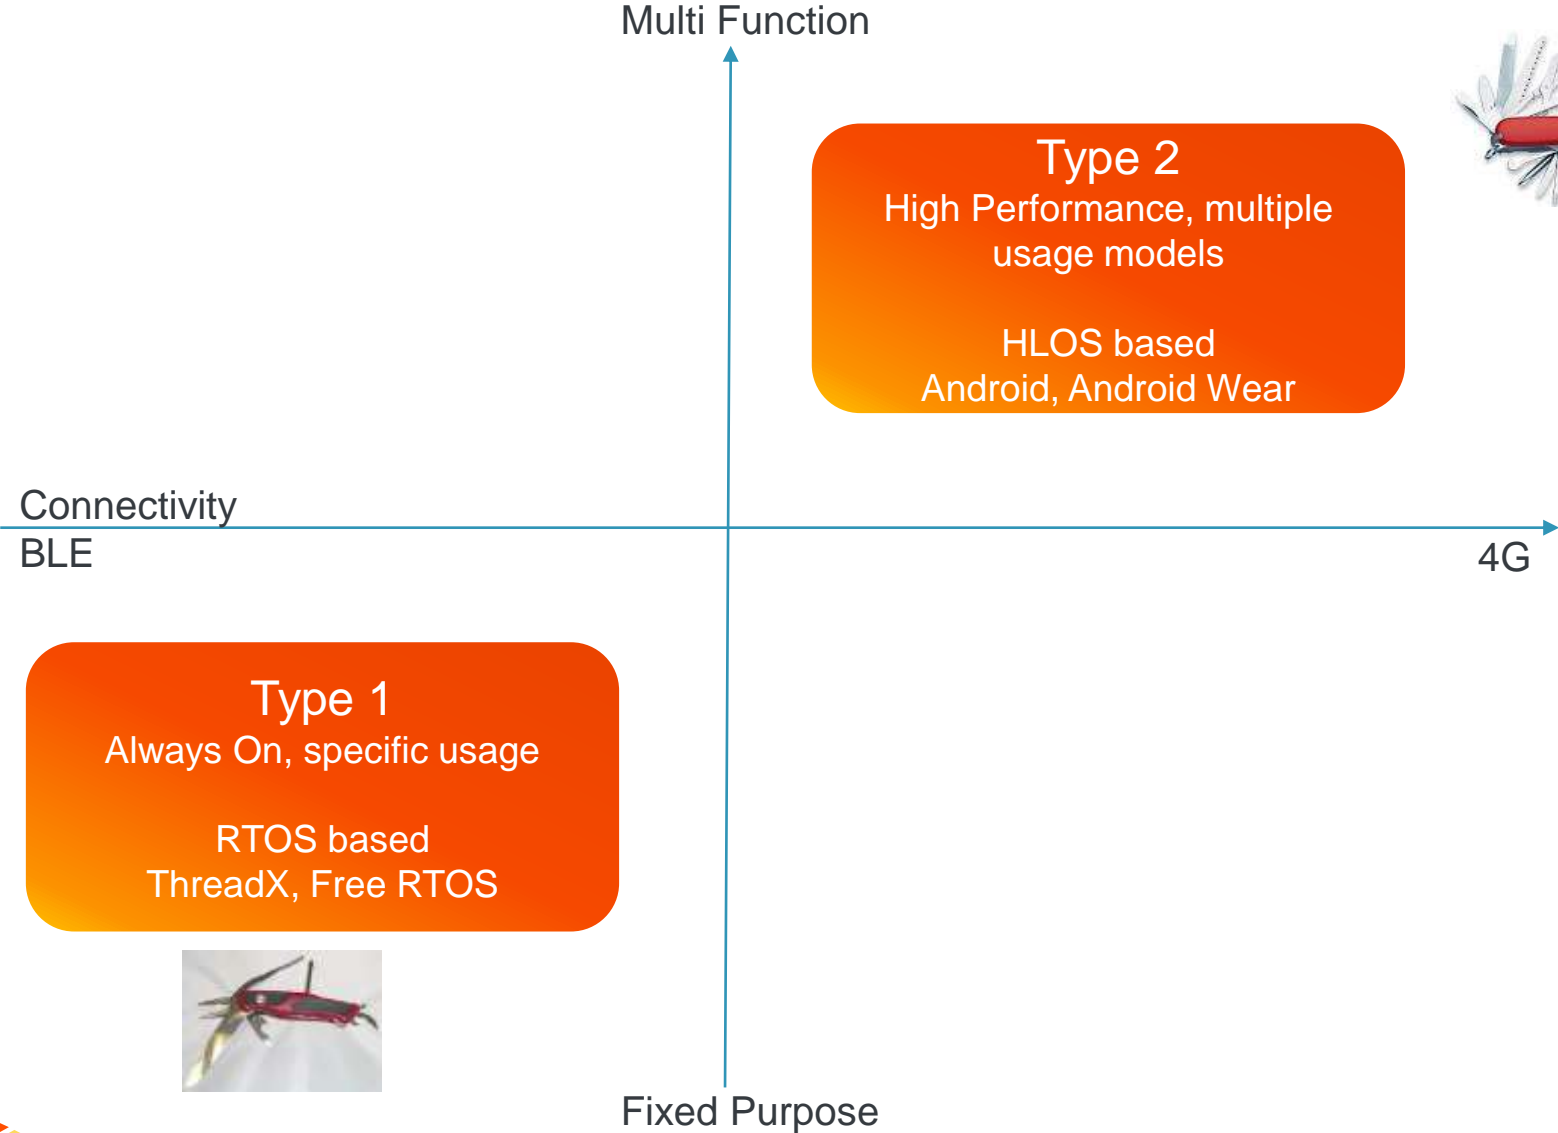 Multi Function
Type 2
High Performance, multiple
usage models
HLOS based
Android, Android Wear
Connectivity
BLE
4G
Type 1
Always On, specific usage
RTOS based
ThreadX, Free RTOS
Fixed Purpose